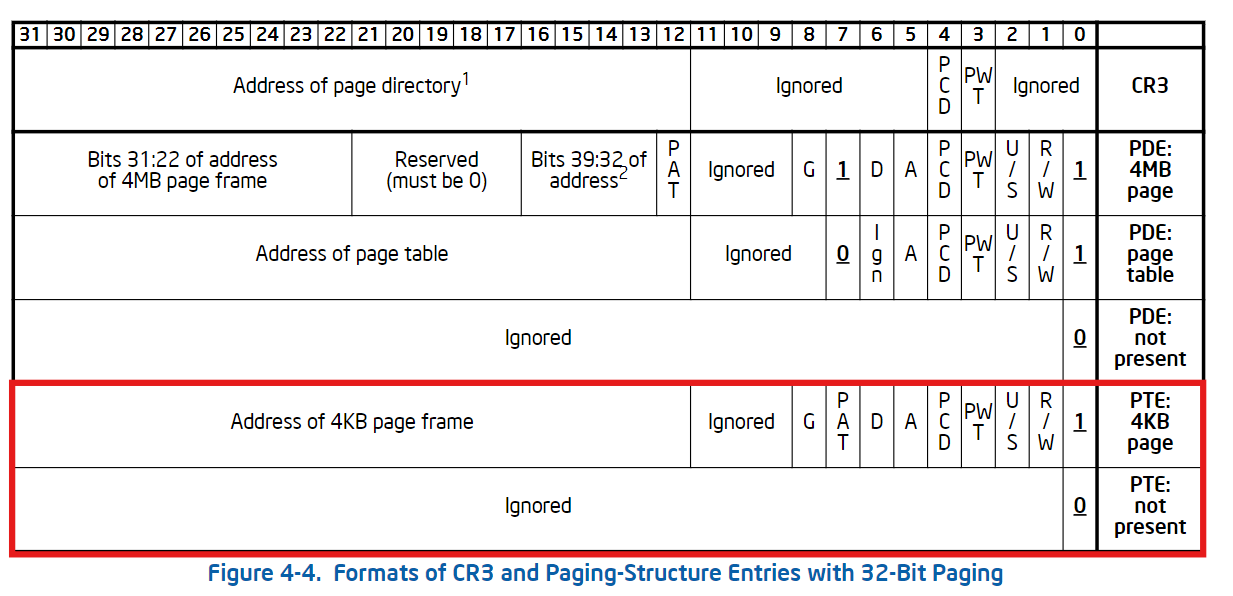 31 30 29 28 27 26 25 24 23 22 21 20 19 18 17 16 15 14 13 12 11 10 9 8 7 6 5 4 3 2 1 0
Address of page directory1 Ignored PCD PWT Ignored CR3
Bits 31:22 of address
of 4MB page frame
Reserved
(must be 0)
Bits 39:32 of
address2
PAT
Ignored G 1 D A PCD PWT U/S R/W 1
PDE:
4MB
page
Address of page table Ignored 0 Ign A PCD PWT U/S R/W 1
PDE:
page
table
Ignored 0
PDE:
not
present
Address of 4KB page frame Ignored G PAT D A PCD PWT U/S R/W 1
PTE:
4KB
page
Ignored 0
PTE:
not
present
Figure 4-4. Formats of CR3 and Paging-Structure Entries with 32-Bit Paging